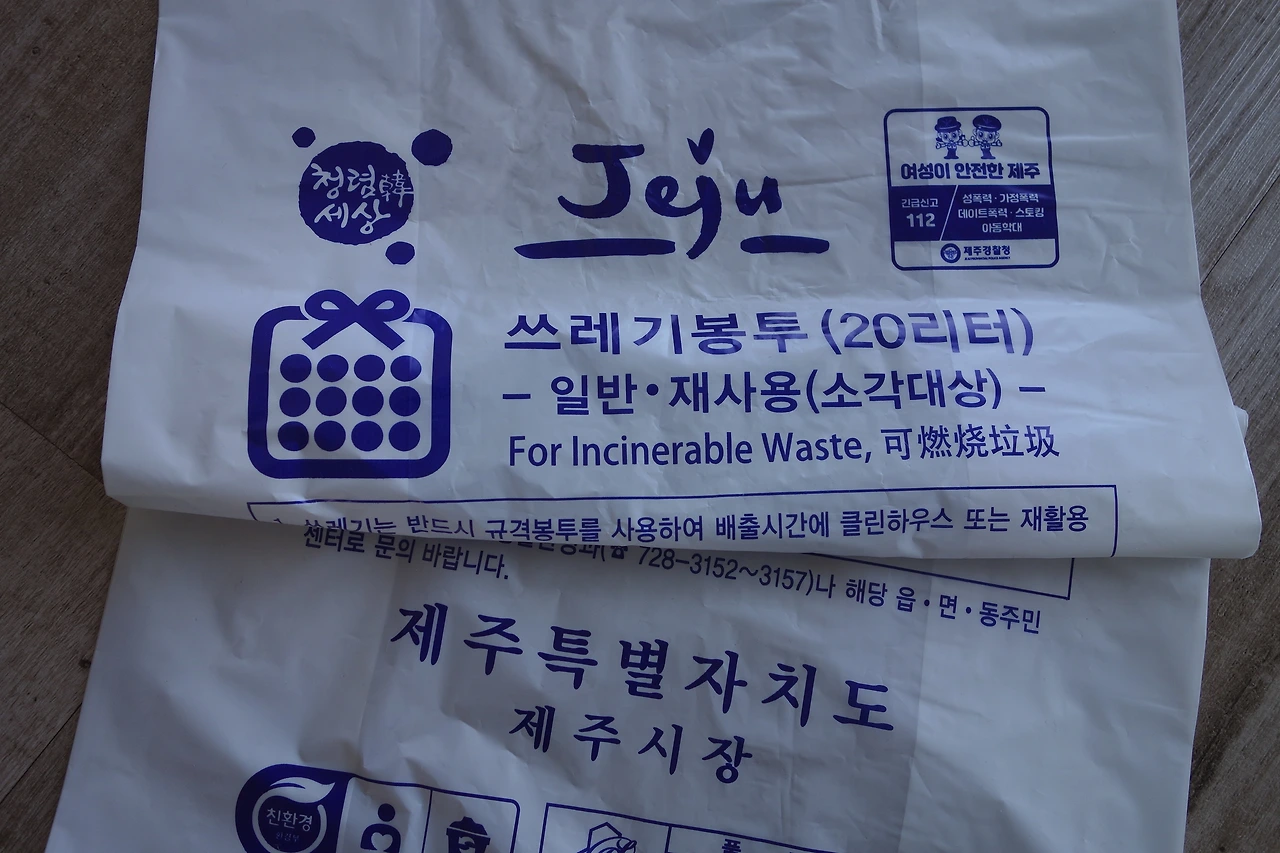 청렴韓
세상
Jeju
여성이 안전한 제주
긴급신고
112
성폭력·가정폭력
데이트폭력·스토킹
아동학대
제주경찰청
쓰레기봉투 (20리터)
- 일반·재사용(소각대상) -
For Incinerable Waste, 可燃烧垃圾
쓰레기는 반드시 규격봉투를 사용하여 배출시간에 클린하우스 또는 재활용
728-3152~3157)나 해당 읍·면·동주민
센터로 문의 바랍니다.
제주특별자치도
제주시장
친환경